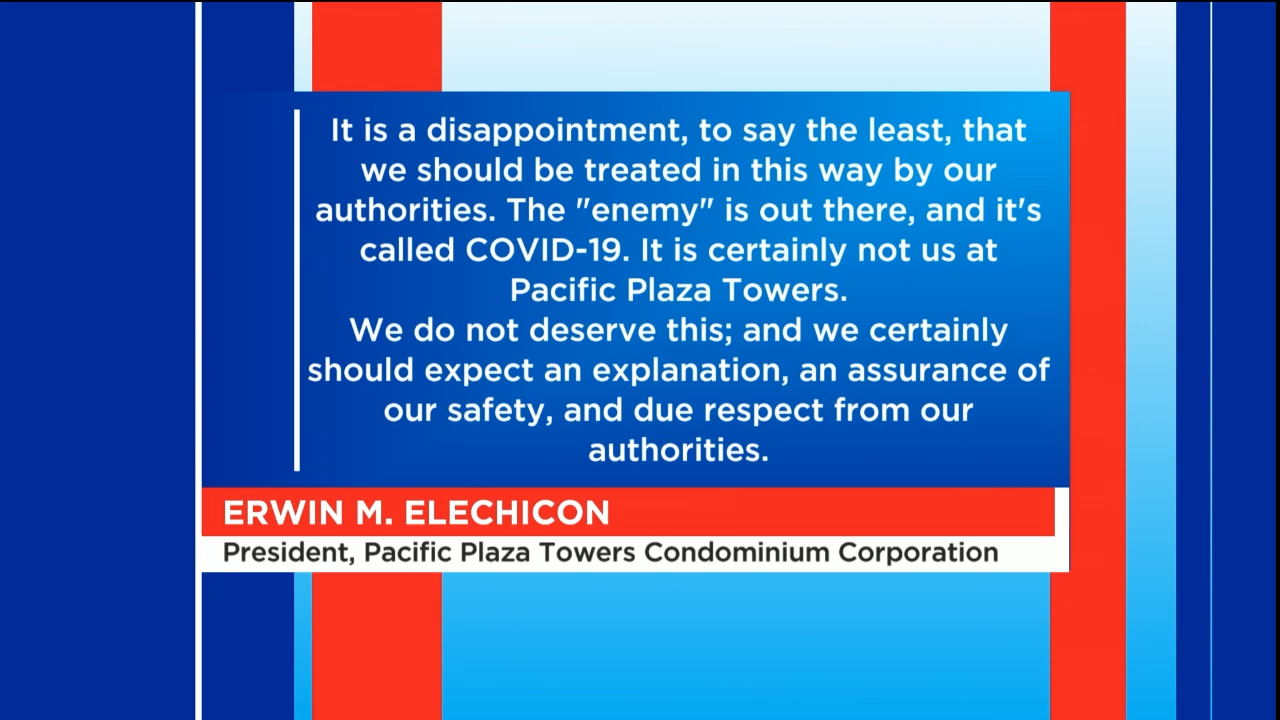 It is a disappointment, to say the least, that
we should be treated in this way by our
authorities. The "enemy" is out there, and it's
called COVID-19. It is certainly not us at
Pacific Plaza Towers.
We do not deserve this; and we certainly
should expect an explanation, an assurance of
our safety, and due respect from our
authorities.
ERWIN M. ELECHICON
President, Pacific Plaza Towers Condominium Corporation